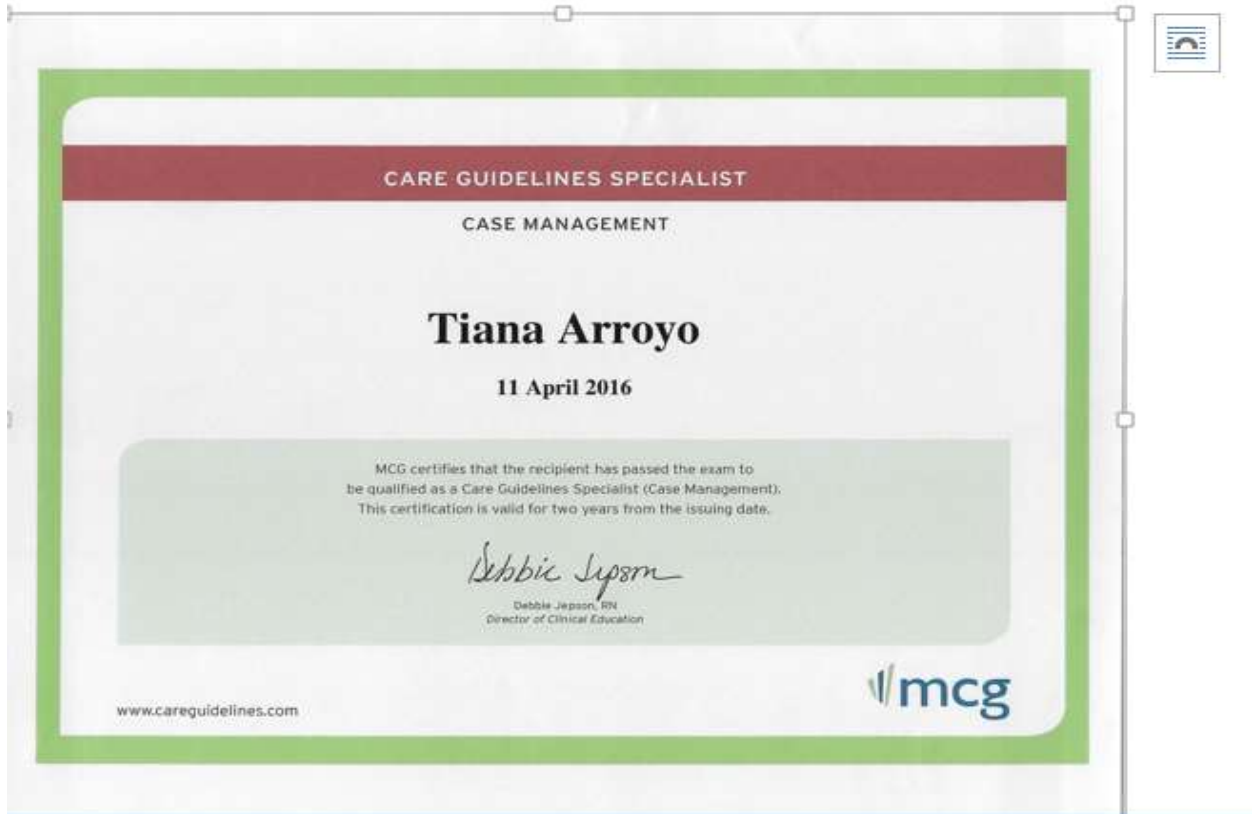 CARE GUIDELINES SPECIALIST
CASE MANAGEMENT
Tiana Arroyo
11 April 2016
MCG certifies that the recipient has passed the exam to
be qualified as a Care Guidelines Specialist (Case Management).
This certification is valid for two years from the issuing date.
Debbie Jepson
Debbie Jepson, RN
Director of Clinical Education
www.careguidelines.com
mcg